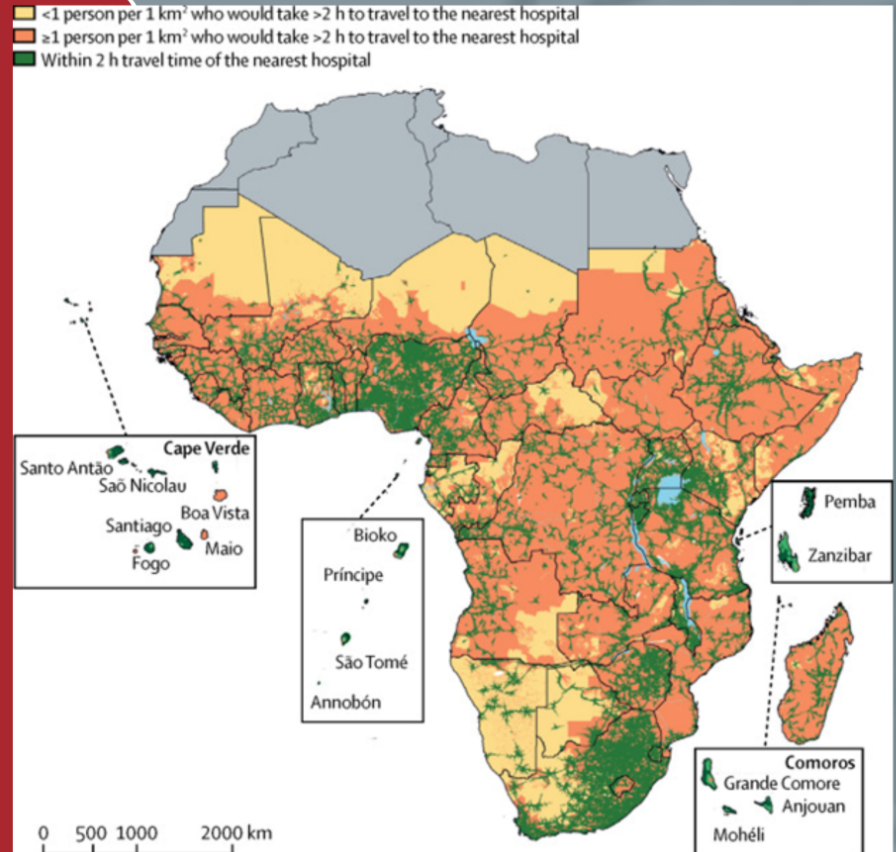 <1 person per 1 km² who would take >2 h to travel to the nearest hospital
≥1 person per 1 km² who would take >2 h to travel to the nearest hospital
Within 2 h travel time of the nearest hospital
Cape Verde
Santo Antão
Saõ Nicolau
Boa Vista
Santiago
Maio
Fogo
Bioko
Príncipe
São Tomé
Annobón
Pemba
Zanzibar
Comoros
Grande Comore
Anjouan
Mohéli
0 500 1000 2000 km